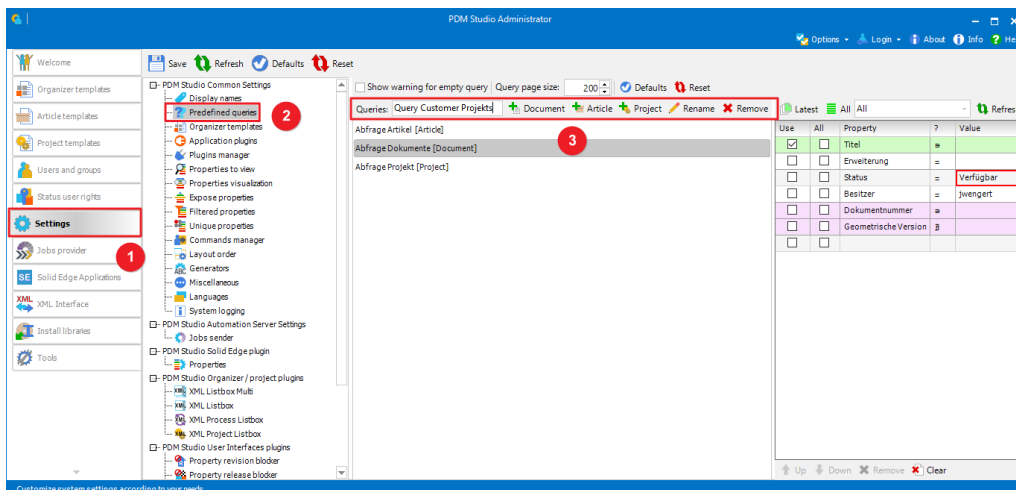 PDM Studio Administrator
Options Login About Info He
Welcome
Organizer templates
Article templates
Project templates
Users and groups
Status user rights
Settings
1
Jobs provider
SE Solid Edge Applications
XML XML Interface
Install libraries
Tools
Save Refresh Defaults Reset
PDM Studio Common Settings
Display names
Predefined queries
2
Organizer templates
Application plugins
Plugins manager
Properties to view
Properties visualization
Expose properties
Filtered properties
Unique properties
Commands manager
Layout order
ABC Generators
Miscellaneous
Languages
System logging
PDM Studio Automation Server Settings
Jobs sender
PDM Studio Solid Edge plugin
Properties
PDM Studio Organizer / project plugins
XML Listbox Multi
XML Listbox
XML Process Listbox
XML Project Listbox
PDM Studio User Interfaces plugins
Property revision blocker
Property release blocker
Show warning for empty query Query page size: 200 Defaults Reset
Queries: Query Customer Projekts Document Article Project Rename Remove
3
Abfrage Artikel [Article]
Abfrage Dokumente [Document]
Abfrage Projekt [Project]
Latest All All Refres
Use All Property ? Value
Titel
Erweiterung =
Status = Verfügbar
Besitzer = jwengert
Dokumentnummer
Geometrische Version
Up Down Remove Clear
Customize system settings according to your needs